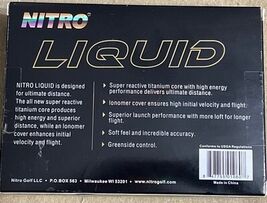 NITRO®
LIQUID
NITRO LIQUID is designed
for ultimate distance
The all new super reactive
titanium core produces
high energy and superior
distance, while an Ionomer
cover enhances initial
velocity and flight.
Super reactive titanium core with high energy
performance delivers ultimate distance.
Ionomer cover ensures high initial velocity and flight.
Superior launch performance with more loft for longer
flight.
Soft feel and incredible accuracy.
Greenside control.
Conforms to USGA Regulations
Made in China
Nitro Golf LLC • P.O. BOX 563 • Milwaukee WI 53201 • www.nitrogolf.com